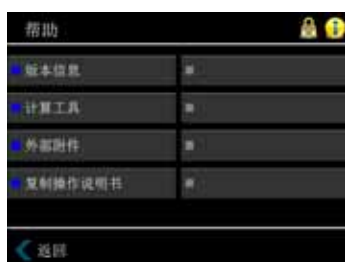 帮助
版本信息
计算工具
外部附件
复制操作说明书
返回